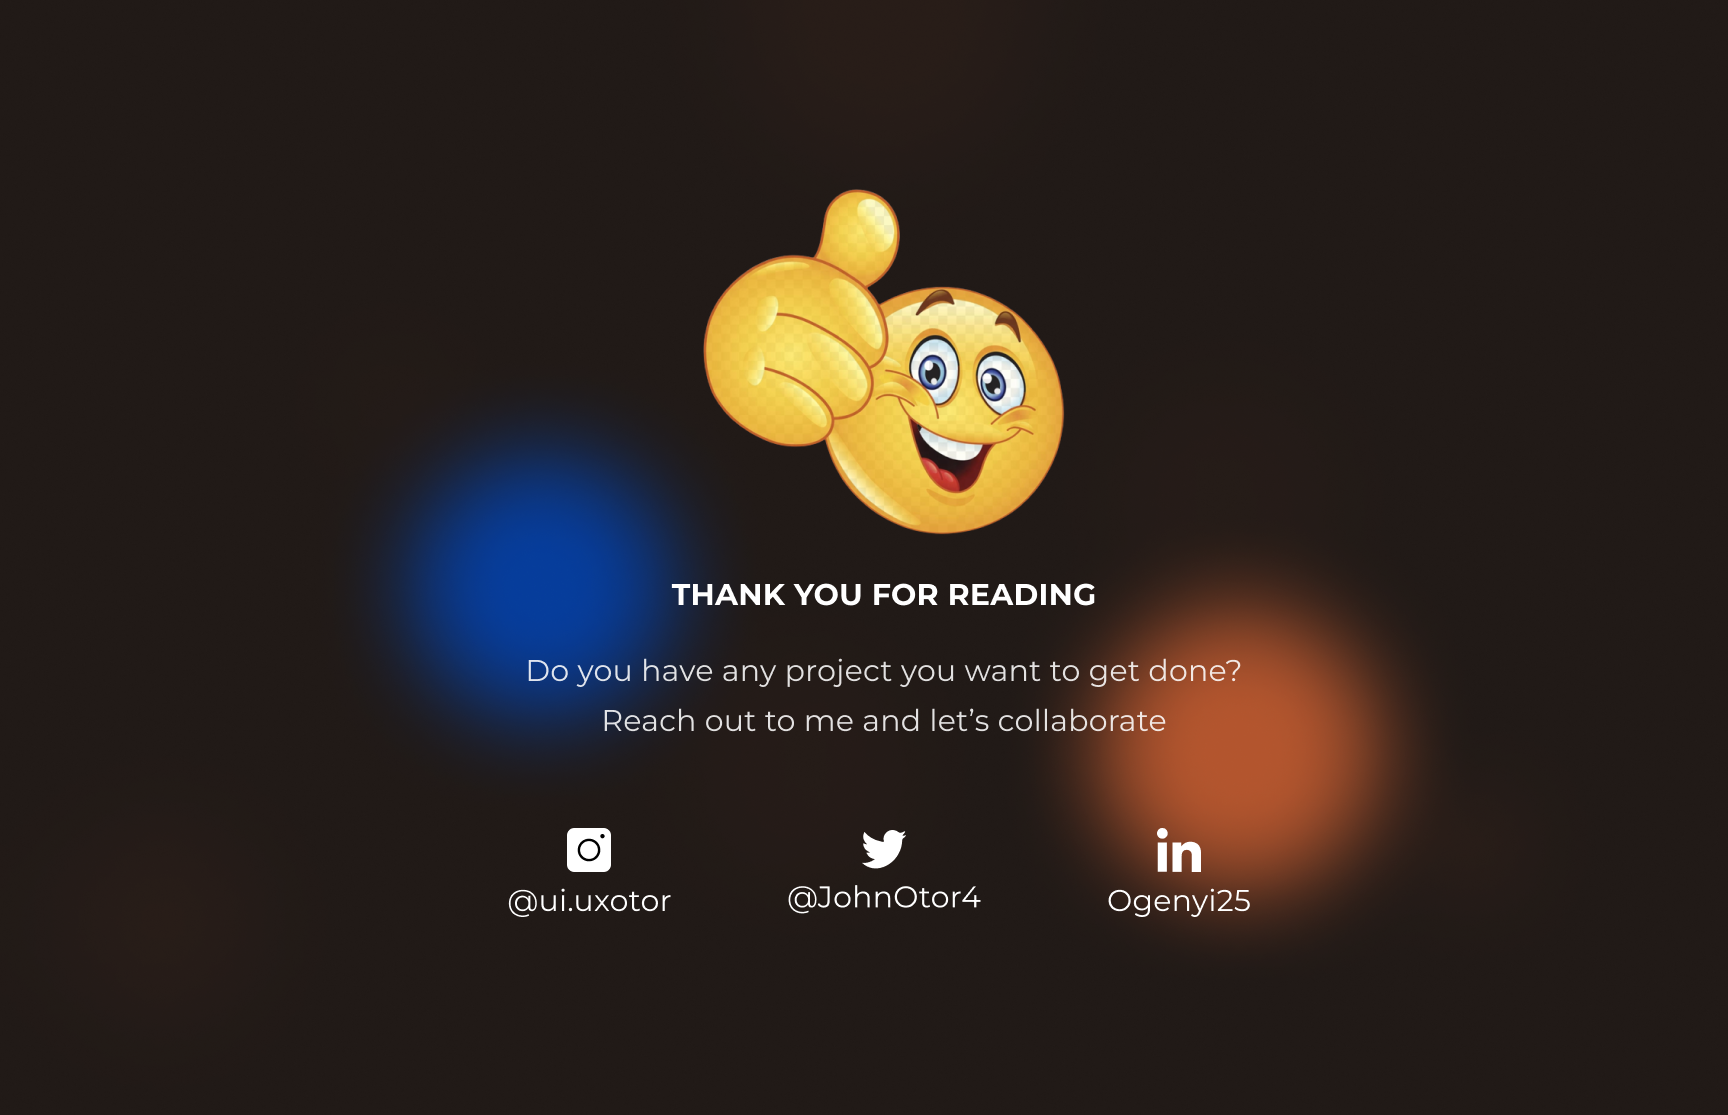 THANK YOU FOR READING
Do you have any project you want to get done?
Reach out to me and let’s collaborate
@ui.uxotor
@JohnOtor4
Ogenyi25